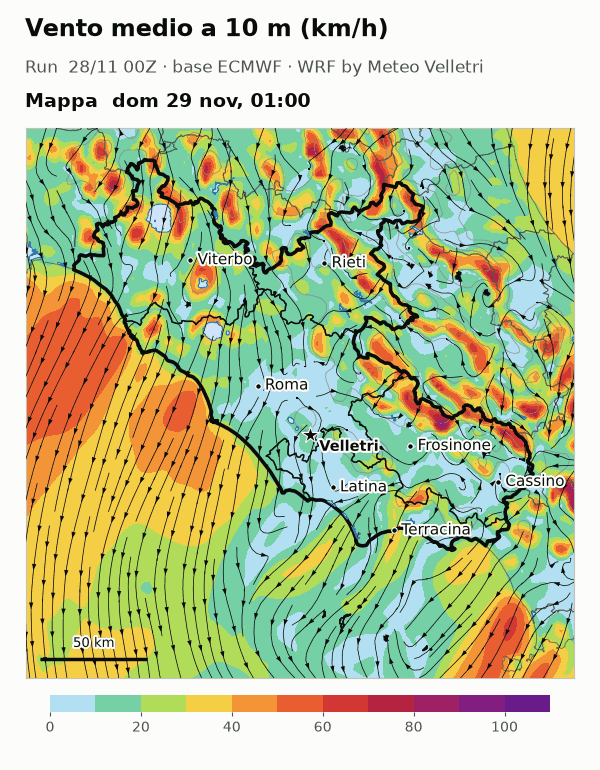 Vento medio a 10 m (km/h)
Run 28/11 00Z · base ECMWF · WRF by Meteo Velletri
Mappa dom 29 nov, 01:00
Viterbo
Rieti
Roma
Velletri
Frosinone
Latina
Cassino
Terracina
50 km
0 20 40 60 80 100